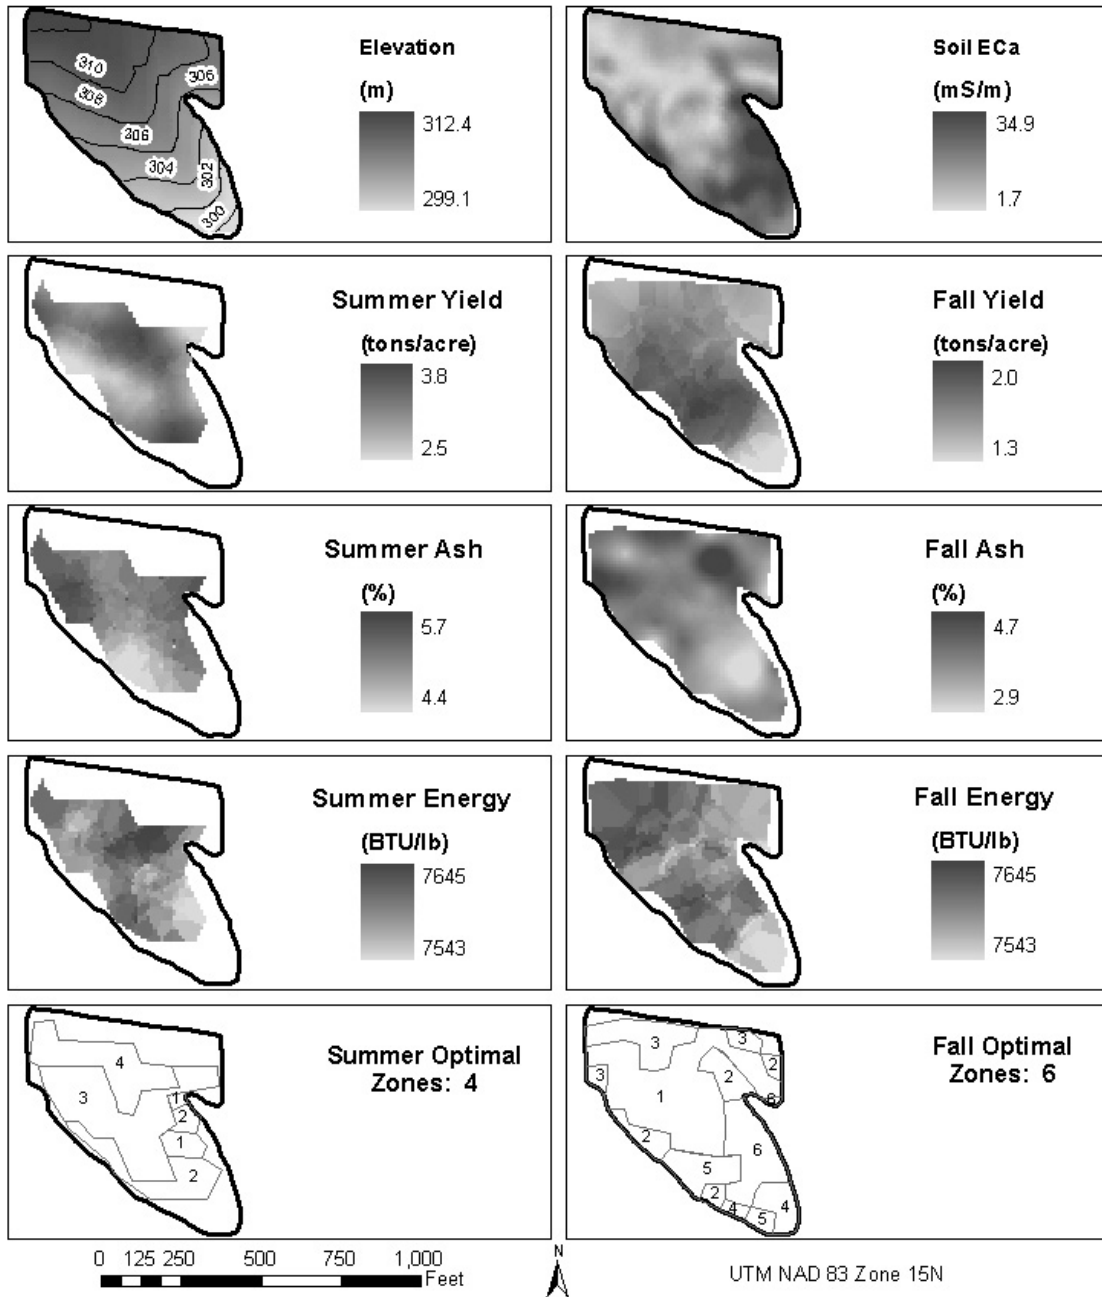 Elevation
(m)
312.4
299.1
310
308
306
306
304
302
300
Soil ECa
(mS/m)
34.9
1.7
Summer Yield
(tons/acre)
3.8
2.5
Fall Yield
(tons/acre)
2.0
1.3
Summer Ash
(%)
5.7
4.4
Fall Ash
(%)
4.7
2.9
Summer Energy
(BTU/lb)
7645
7543
Fall Energy
(BTU/lb)
7645
7543
Summer Optimal
Zones: 4
4
3
1
2
1
2
Fall Optimal
Zones: 6
3
3
2
3
2
1
6
2
6
5
2
4
4
5
0 125 250 500 750 1,000
Feet
N
UTM NAD 83 Zone 15N